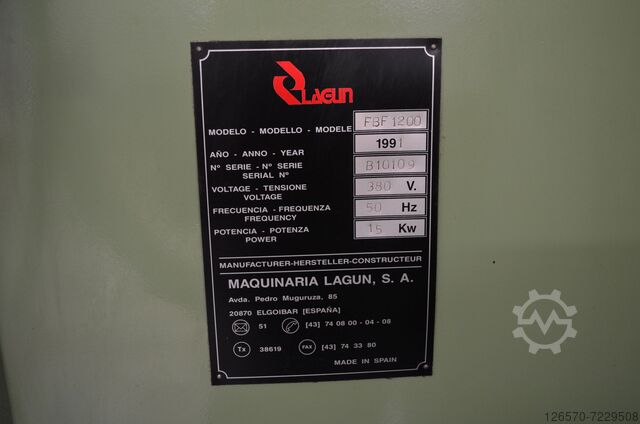 LAGUN
MODELO - MODELLO - MODELE FBF 1200
AÑO - ANNO - YEAR 1991
Nº SERIE - Nº SERIE B10109
SERIAL Nº
VOLTAGE - TENSIONE 380 V.
VOLTAGE
FRECUENCIA - FREQUENZA 50 Hz
FREQUENCY
POTENCIA - POTENZA 15 Kw
POWER
MANUFACTURER-HERSTELLER-CONSTRUCTEUR
MAQUINARIA LAGUN, S. A.
Avda. Pedro Muguruza, 85
20870 ELGOIBAR [ESPAÑA]
51 [43] 74 08 00 - 04 - 08
Tx 38619 FAX [43] 74 33 80
MADE IN SPAIN
126570-7229508